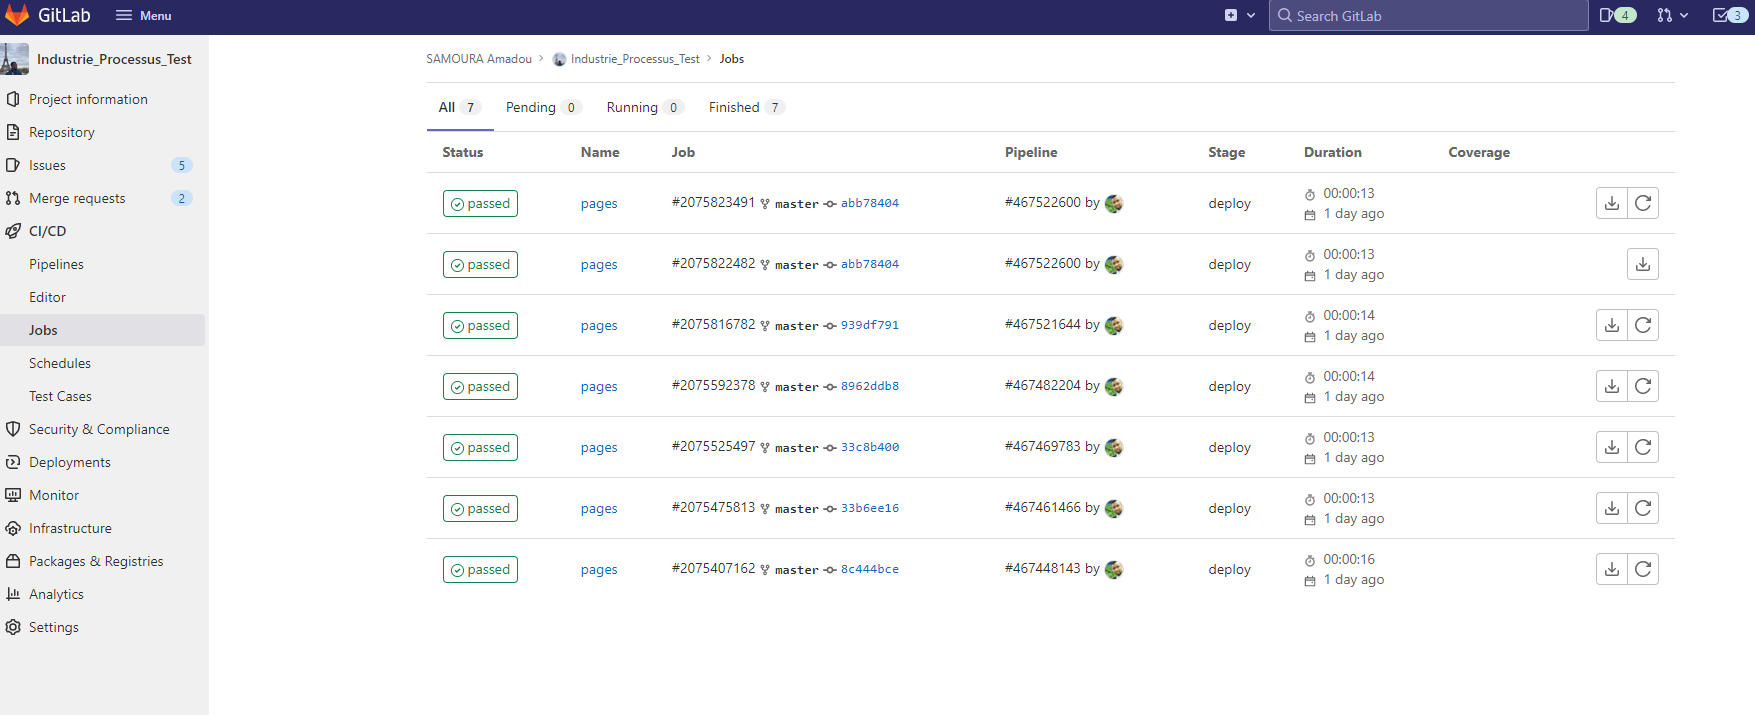 GitLab Menu Search GitLab 4 3
Industrie_Processus_Test
Project information
Repository
Issues 5
Merge requests 2
CI/CD
Pipelines
Editor
Jobs
Schedules
Test Cases
Security & Compliance
Deployments
Monitor
Infrastructure
Packages & Registries
Analytics
Settings
SAMOURA Amadou > Industrie_Processus_Test > Jobs
All 7 Pending 0 Running 0 Finished 7
Status Name Job Pipeline Stage Duration Coverage
passed pages #2075823491 master abb78404 #467522600 by deploy 00:00:13
1 day ago
passed pages #2075822482 master abb78404 #467522600 by deploy 00:00:13
1 day ago
passed pages #2075816782 master 939df791 #467521644 by deploy 00:00:14
1 day ago
passed pages #2075592378 master 8962ddb8 #467482204 by deploy 00:00:14
1 day ago
passed pages #2075525497 master 33c8b400 #467469783 by deploy 00:00:13
1 day ago
passed pages #2075475813 master 33b6ee16 #467461466 by deploy 00:00:13
1 day ago
passed pages #2075407162 master 8c444bce #467448143 by deploy 00:00:16
1 day ago